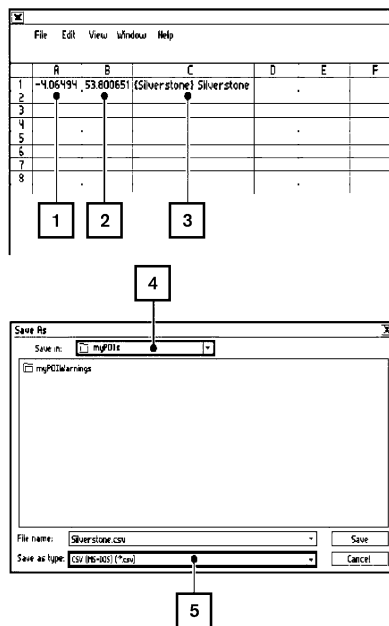 File Edit View Window Help
A B C D E F
1 -4.06494 53.800651 {Silverstone} Silverstone
2
3
4
5
6
7
8
1 2 3
4
Save As
Save in: myPOIs
myPOIWarnings
File name: Silverstone.csv Save
Save as type: CSV (MS-DOS) (*.csv) Cancel
5